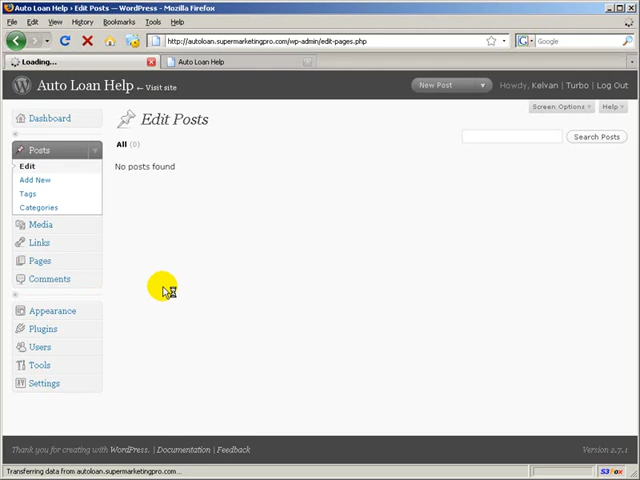 Auto Loan Help › Edit Posts — WordPress - Mozilla Firefox
File Edit View History Bookmarks Tools Help
http://autoloan.supermarketingpro.com/wp-admin/edit-pages.php
Google
Loading...
Auto Loan Help
Auto Loan Help ← Visit site
New Post
Howdy, Kelvan | Turbo | Log Out
Screen Options
Help
Dashboard
Edit Posts
All (0)
Search Posts
Posts
No posts found
Edit
Add New
Tags
Categories
Media
Links
Pages
Comments
Appearance
Plugins
Users
Tools
Settings
Thank you for creating with WordPress. | Documentation | Feedback
Version 2.7.1
Transferring data from autoloan.supermarketingpro.com...
S3Fox